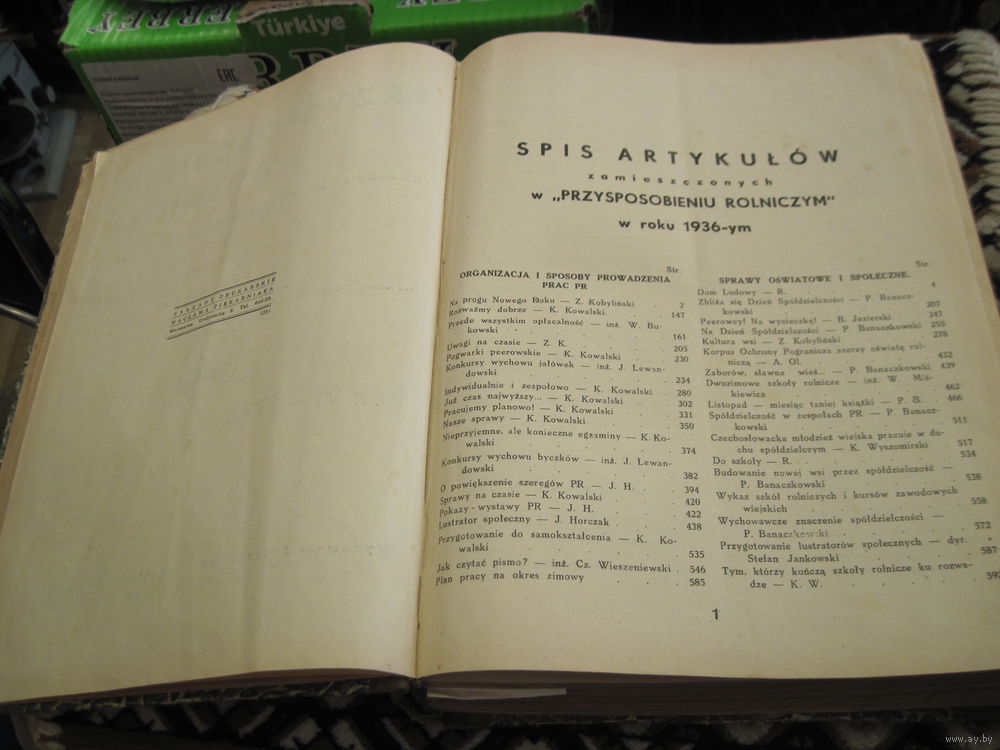 Türkiye
EAC
ZAKŁADY DRUKARSKIE
WACŁAWA PIEKARNIAKA
Warszawa
SPIS ARTYKUŁÓW
zamieszczonych
w „PRZYSPOSOBIENIU ROLNICZYM"
w roku 1936-ym
Str.
ORGANIZACJA I SPOSOBY PROWADZENIA
PRAC PR
Na progu Nowego Roku — Z. Kobyliński 2
Rozważmy dobrze — K. Kowalski. 147
Przede wszystkim opłacalność — inż. W. Bu-
kowski 161
Uwagi na czasie — Z. K. 205
Pogwarki peerowskie — K. Kowalski 230
Konkursy wychowu jałówek — inż. J. Lewan-
dowski 234
Indywidualnie i zespołowo — K. Kowalski 280
Już czas najwyższy... — K. Kowalski 302
Pracujemy planowo! — K. Kowalski 331
Nasze sprawy — K. Kowalski 350
Nieprzyjemne, ale konieczne egzaminy — K. Ko-
walski 374
Konkursy wychowu byczków — inż. J. Lewan-
dowski 382
O powiększenie szeregów PR — J. H. 394
Sprawy na czasie — K. Kowalski 420
Pokazy - wystawy PR — J. H. 422
Lustrator społeczny — J. Horczak 438
Przygotowanie do samokształcenia — K. Ko-
walski 535
Jak czytać pismo? — inż. Cz. Wieszeniewski 546
Plan pracy na okres zimowy 585
Str.
SPRAWY OŚWIATOWE I SPOŁECZNE.
Dom Ludowy — R. 4
Zbliża się Dzień Spółdzielczości — P. Banacz-
kowski 207
Peerowcy! Na wycieczkę! — B. Jezierski 247
Na Dzień Spółdzielczości — P. Banaczkowski 255
Kultura wsi — Z. Kobyliński 278
Korpus Ochrony Pogranicza szerzy oświatę rol-
niczą — A. Ol. 432
Zaborów, sławna wieś... — P. Banaczkowski 439
Dwuzimowe szkoły rolnicze — inż. W. Miś-
kiewicz 462
Listopad — miesiąc taniej książki — P. B. 466
Spółdzielczość w zespołach PR — P. Banacz-
kowski 511
Czechosłowacka młodzież wiejska pracuje w du-
chu spółdzielczym — K. Wyszomirski 517
Do szkoły — R. 534
Budowanie nowej wsi przez spółdzielczość —
P. Banaczkowski 538
Wykaz szkół rolniczych i kursów zawodowych
wiejskich 558
Wychowawcze znaczenie spółdzielczości —
P. Banaczkowski 572
Przygotowanie lustratorów społecznych — dyr.
Stefan Jankowski 587
Tym, którzy kończą szkoły rolnicze ku rozwa-
dze — K. W. 592
1
www.ay.by